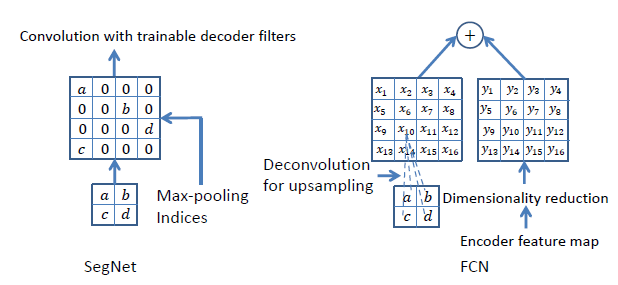 Convolution with trainable decoder filters
a 0 0 0
0 0 b 0
0 0 0 d
c 0 0 0
a b
c d
Max-pooling
Indices
SegNet
+
x₁ x₂ x₃ x₄
x₅ x₆ x₇ x₈
x₉ x₁₀ x₁₁ x₁₂
x₁₃ x₁₄ x₁₅ x₁₆
y₁ y₂ y₃ y₄
y₅ y₆ y₇ y₈
y₉ y₁₀ y₁₁ y₁₂
y₁₃ y₁₄ y₁₅ y₁₆
Deconvolution
for upsampling
a b
c d
Dimensionality reduction
Encoder feature map
FCN